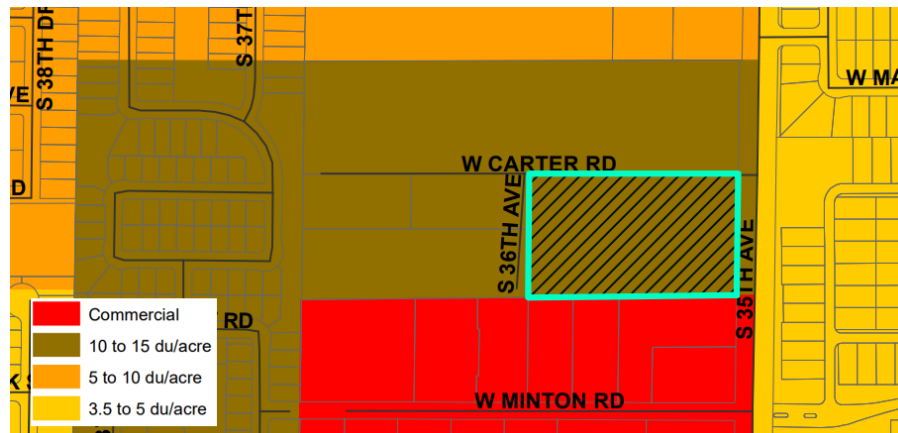 S 38TH DR
S 37T
W MA
VE
D
W CARTER RD
S 36TH AVE
S 35TH AVE
RD
Commercial
10 to 15 du/acre
5 to 10 du/acre
3.5 to 5 du/acre
W MINTON RD